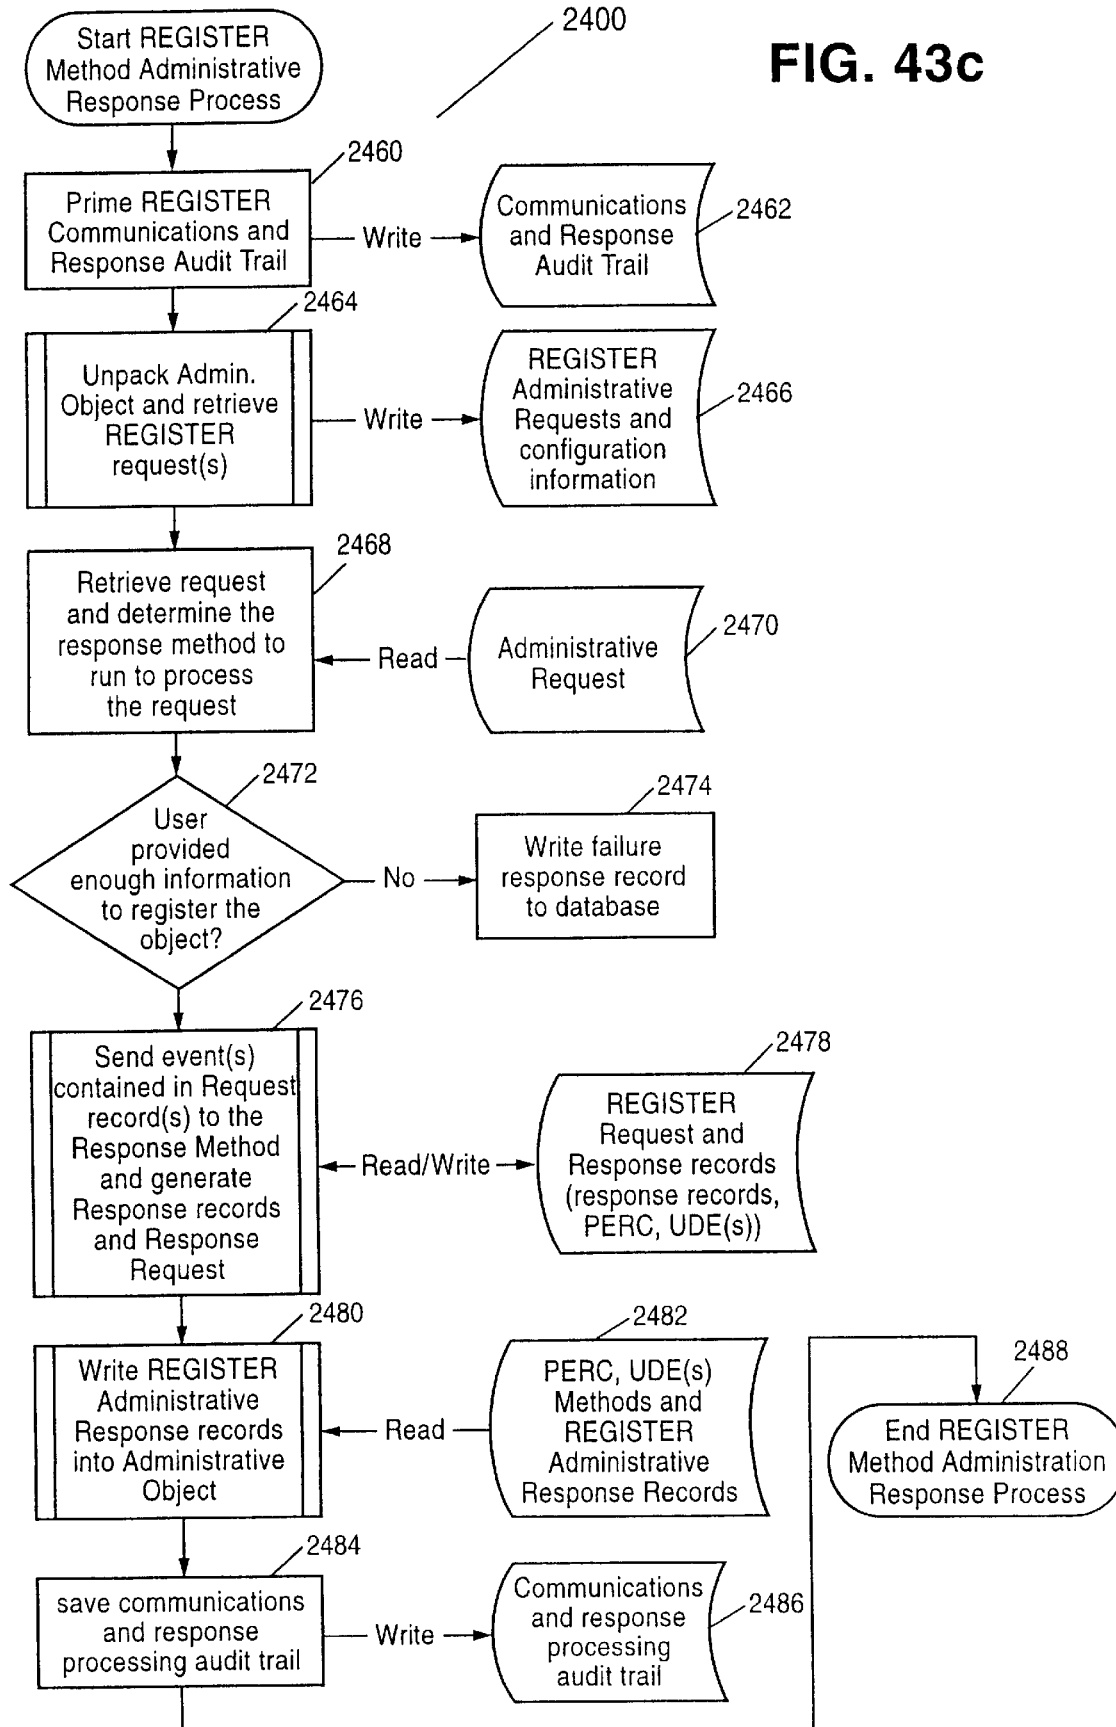 2400
FIG. 43c
Start REGISTER
Method Administrative
Response Process
2460
Prime REGISTER
Communications and
Response Audit Trail
Write
Communications
and Response
Audit Trail
2462
2464
Unpack Admin.
Object and retrieve
REGISTER
request(s)
Write
REGISTER
Administrative
Requests and
configuration
information
2466
2468
Retrieve request
and determine the
response method to
run to process
the request
Read
Administrative
Request
2470
2472
User
provided
enough information
to register the
object?
No
2474
Write failure
response record
to database
2476
Send event(s)
contained in Request
record(s) to the
Response Method
and generate
Response records
and Response
Request
Read/Write
2478
REGISTER
Request and
Response records
(response records,
PERC, UDE(s))
2480
Write REGISTER
Administrative
Response records
into Administrative
Object
Read
2482
PERC, UDE(s)
Methods and
REGISTER
Administrative
Response Records
2484
save communications
and response
processing audit trail
Write
Communications
and response
processing
audit trail
2486
2488
End REGISTER
Method Administration
Response Process